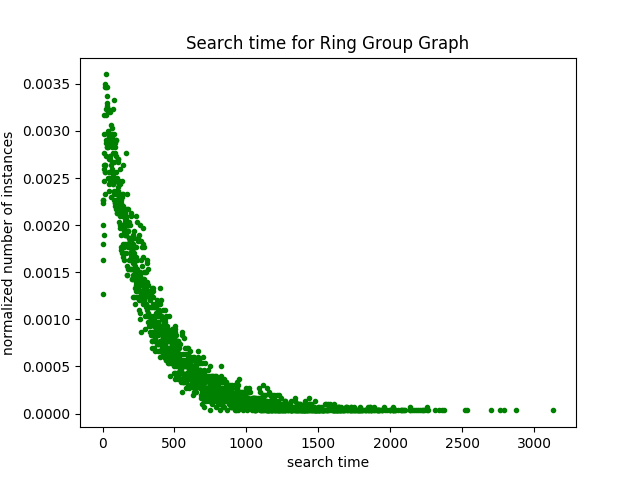 Search time for Ring Group Graph
normalized number of instances
0.0035
0.0030
0.0025
0.0020
0.0015
0.0010
0.0005
0.0000
0 500 1000 1500 2000 2500 3000
search time